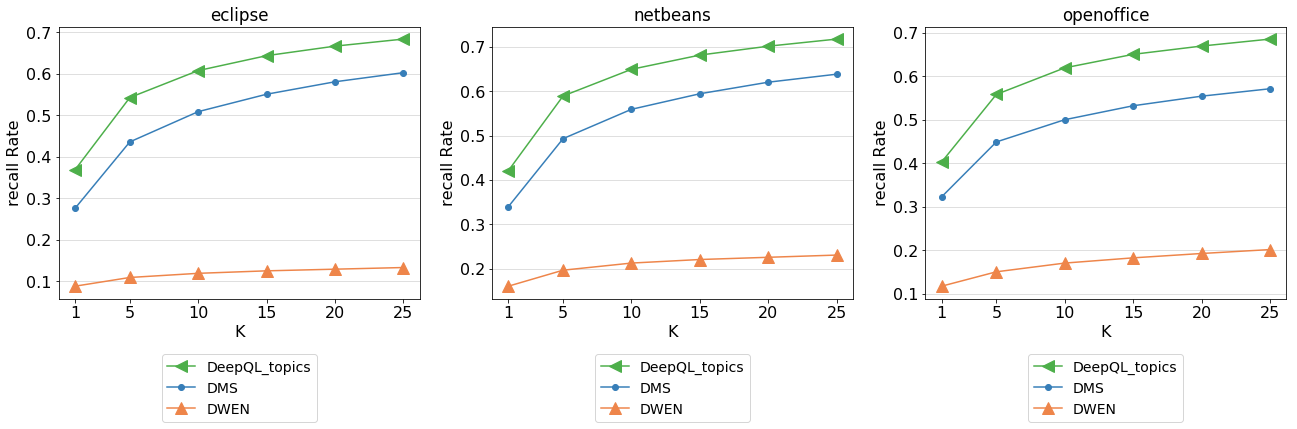 eclipse
recall Rate
0.7
0.6
0.5
0.4
0.3
0.2
0.1
1 5 10 15 20 25
K
DeepQL_topics
DMS
DWEN
netbeans
recall Rate
0.7
0.6
0.5
0.4
0.3
0.2
1 5 10 15 20 25
K
DeepQL_topics
DMS
DWEN
openoffice
recall Rate
0.7
0.6
0.5
0.4
0.3
0.2
0.1
1 5 10 15 20 25
K
DeepQL_topics
DMS
DWEN